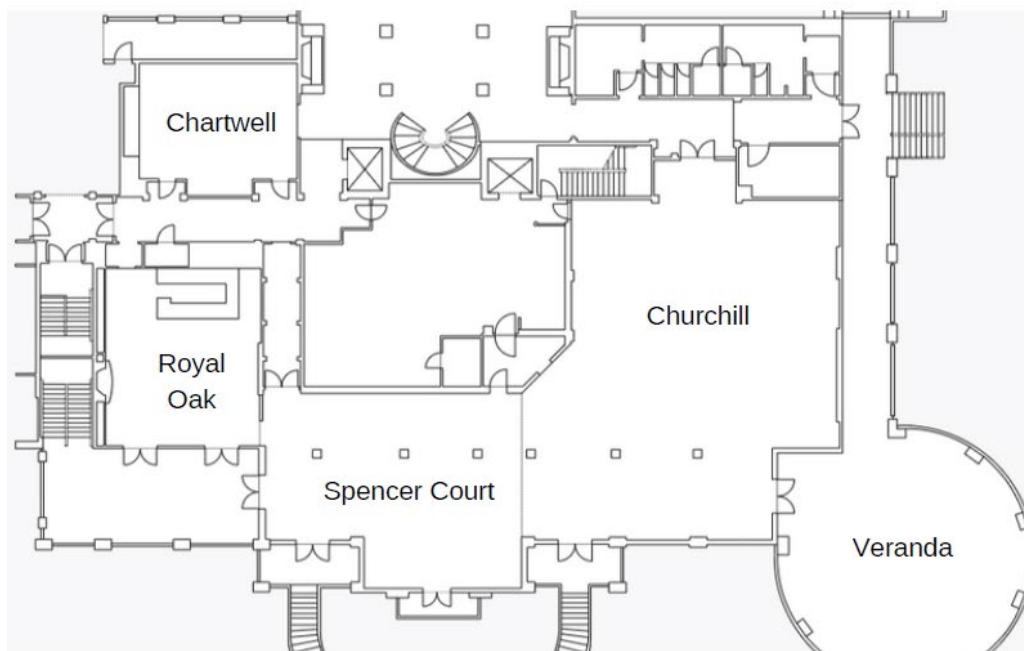 Chartwell
Churchill
Royal
Oak
Spencer Court
Veranda